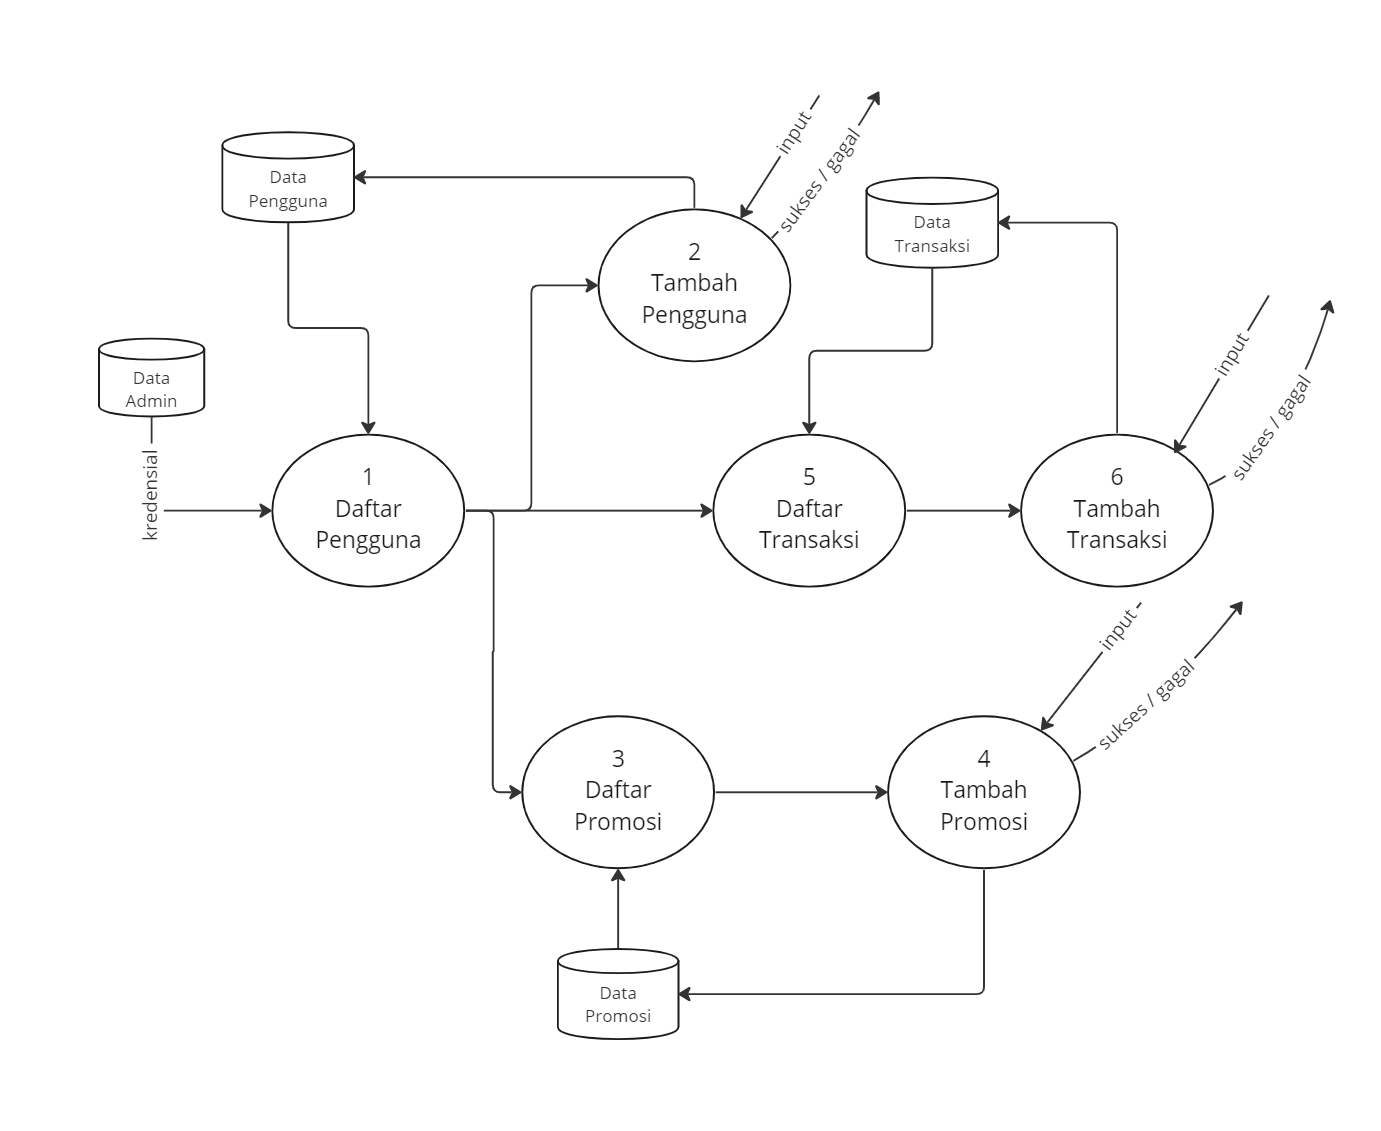 input
sukses / gagal
Data
Pengguna
2
Tambah
Pengguna
Data
Transaksi
input
sukses / gagal
Data
Admin
kredensial
1
Daftar
Pengguna
5
Daftar
Transaksi
6
Tambah
Transaksi
input
sukses / gagal
3
Daftar
Promosi
4
Tambah
Promosi
Data
Promosi